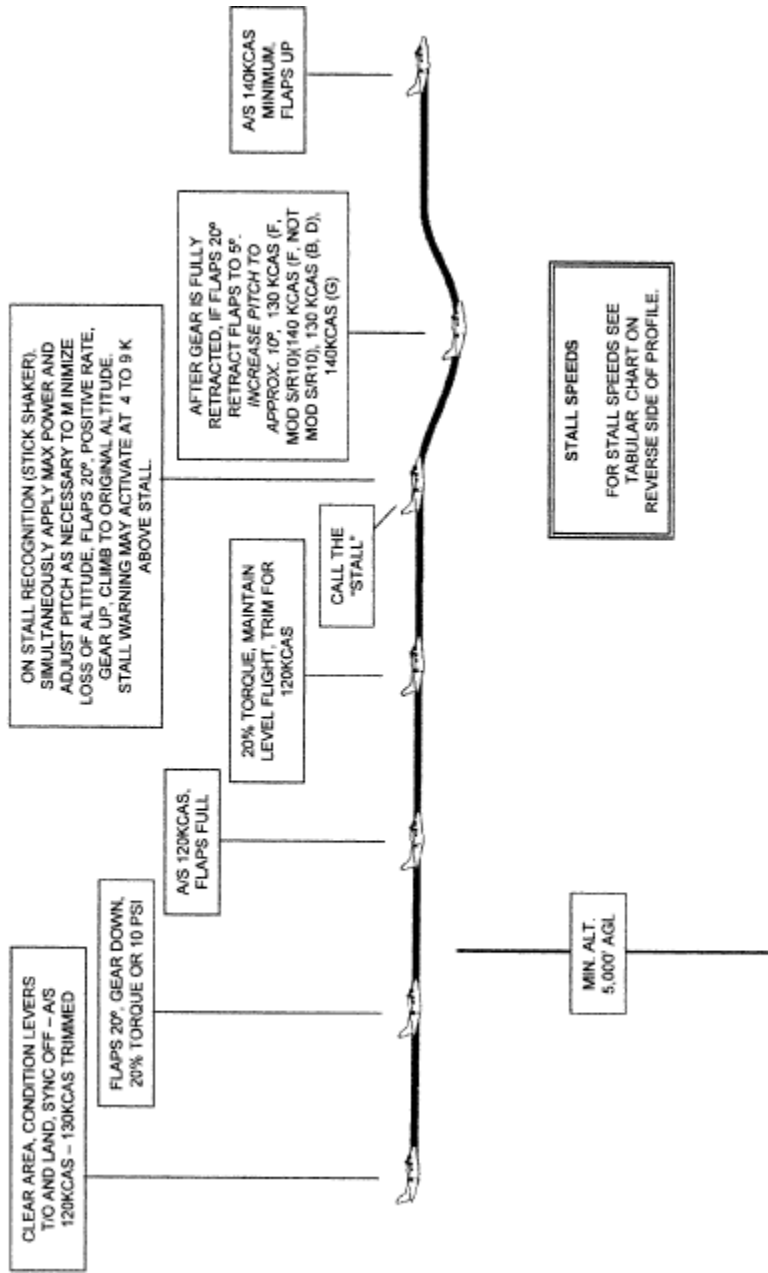 CLEAR AREA, CONDITION LEVERS
T/O AND LAND, SYNC OFF – A/S
120KCAS – 130KCAS TRIMMED
FLAPS 20º, GEAR DOWN,
20% TORQUE OR 10 PSI
A/S 120KCAS,
FLAPS FULL
20% TORQUE, MAINTAIN
LEVEL FLIGHT, TRIM FOR
120KCAS
CALL THE
"STALL"
ON STALL RECOGNITION (STICK SHAKER),
SIMULTANEOUSLY APPLY MAX POWER AND
ADJUST PITCH AS NECESSARY TO M INIMIZE
LOSS OF ALTITUDE, FLAPS 20º, POSITIVE RATE,
GEAR UP, CLIMB TO ORIGINAL ALTITUDE.
STALL WARNING MAY ACTIVATE AT 4 TO 9 K
ABOVE STALL.
AFTER GEAR IS FULLY
RETRACTED, IF FLAPS 20º
RETRACT FLAPS TO 5º.
INCREASE PITCH TO
APPROX. 10º, 130 KCAS (F,
MOD S/R10)(140 KCAS (F, NOT
MOD S/R10), 130 KCAS (B, D),
140KCAS (G)
A/S 140KCAS
MINIMUM,
FLAPS UP
MIN. ALT.
5,000' AGL
STALL SPEEDS
FOR STALL SPEEDS SEE
TABULAR CHART ON
REVERSE SIDE OF PROFILE.